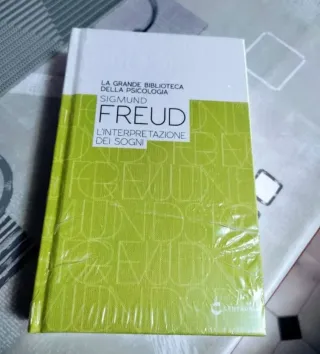 LA GRANDE BIBLIOTECA
DELLA PSICOLOGIA
SIGMUND
FREUD
L'INTERPRETAZIONE
DEI SOGNI